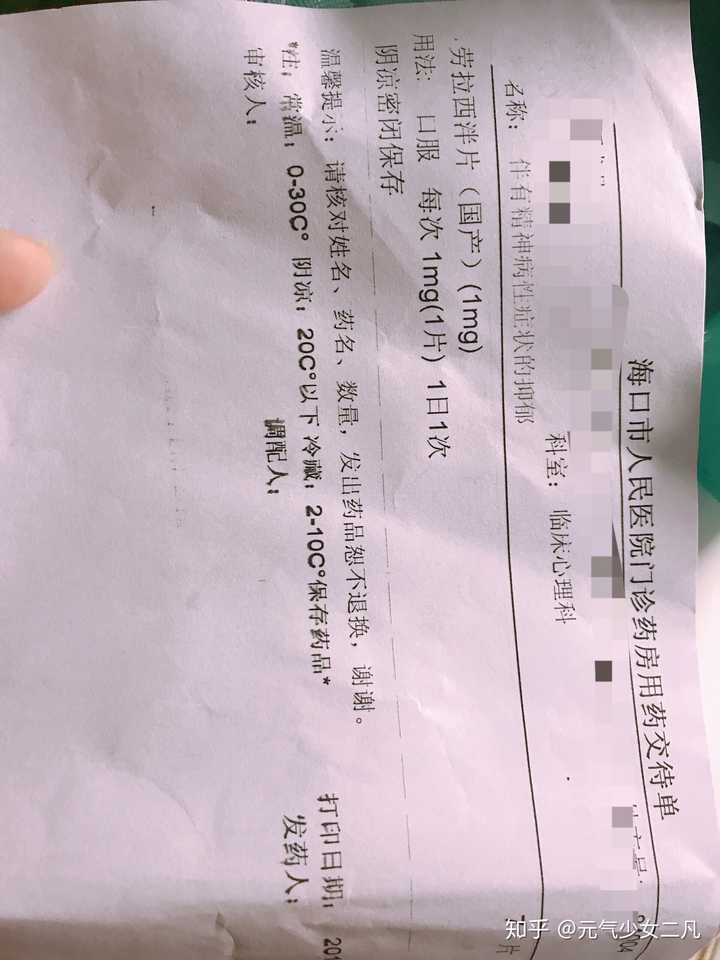 海口市人民医院门诊药房用药交待单
科室： 临床心理科
名称： 伴有精神病性症状的抑郁
劳拉西泮片（国产）(1mg)
用法： 口服 每次 1mg(1片) 1日1次
阴凉密闭保存
温馨提示：请核对姓名、药名、数量，发出药品恕不退换，谢谢。
*注：常温：0-30C° 阴凉：20C°以下 冷藏：2-10C°保存药品*
打印日期： 201
审核人： 调配人： 发药人：
知乎 @元气少女二凡